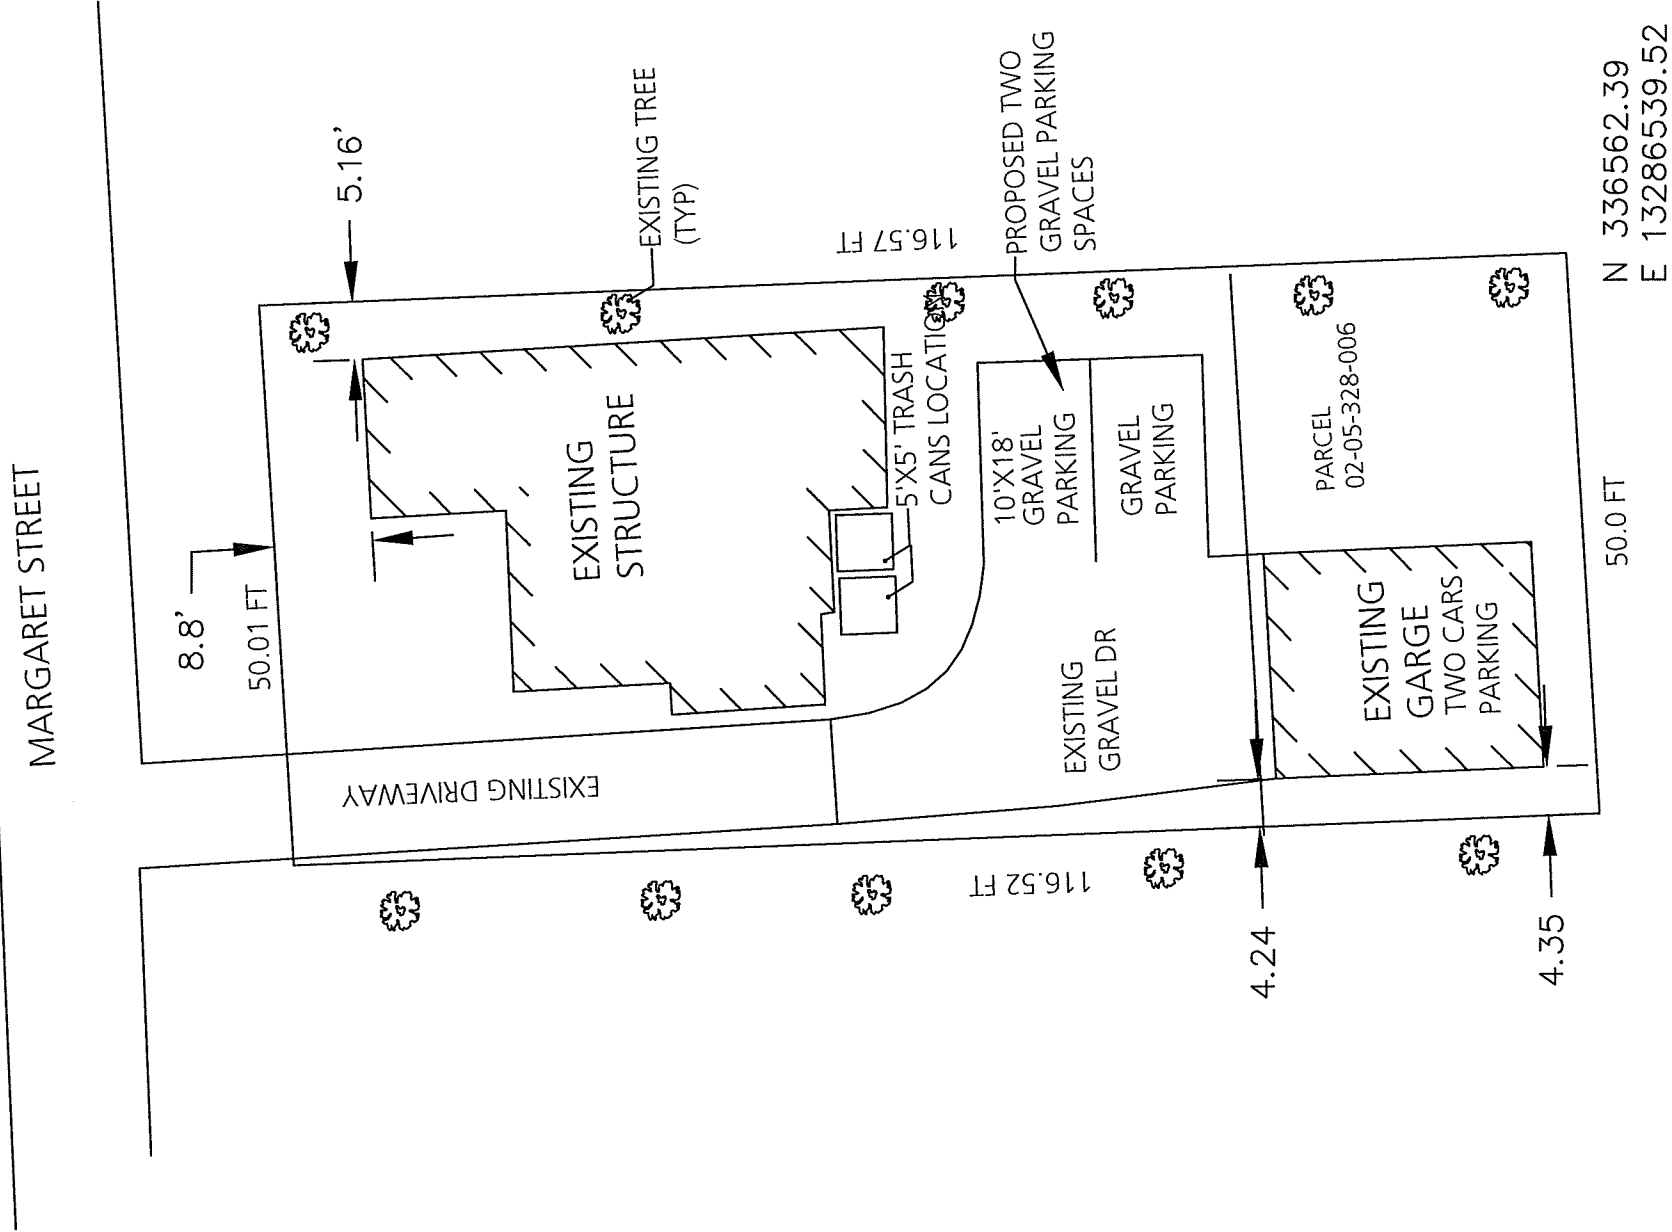 MARGARET STREET
8.8'
50.01 FT
5.16'
EXISTING TREE
(TYP)
EXISTING
STRUCTURE
EXISTING DRIVEWAY
116.57 FT
5'X5' TRASH
CANS LOCATION
PROPOSED TWO
GRAVEL PARKING
SPACES
10'X18'
GRAVEL
PARKING
GRAVEL
PARKING
EXISTING
GRAVEL DR
116.52 FT
PARCEL
02-05-328-006
EXISTING
GARGE
TWO CARS
PARKING
4.24
4.35
50.0 FT
N 336562.39
E 13286539.52